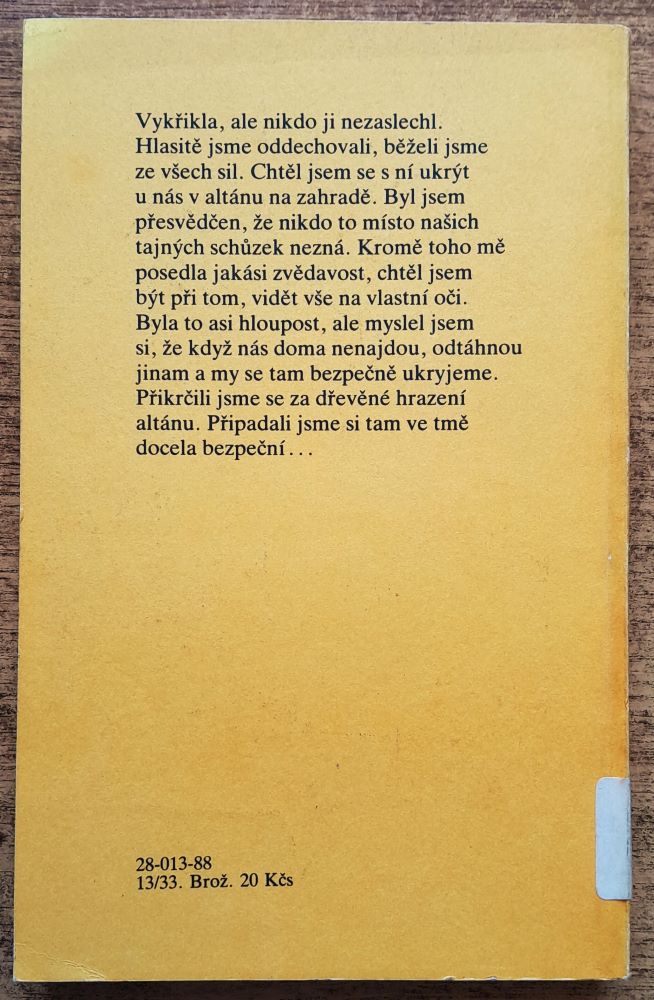 Vykřikla, ale nikdo ji nezaslechl.
Hlasitě jsme oddechovali, běželi jsme
ze všech sil. Chtěl jsem se s ní ukrýt
u nás v altánu na zahradě. Byl jsem
přesvědčen, že nikdo to místo našich
tajných schůzek nezná. Kromě toho mě
posedla jakási zvědavost, chtěl jsem
být při tom, vidět vše na vlastní oči.
Byla to asi hloupost, ale myslel jsem
si, že když nás doma nenajdou, odtáhnou
jinam a my se tam bezpečně ukryjeme.
Přikrčili jsme se za dřevěné hrazení
altánu. Připadali jsme si tam ve tmě
docela bezpeční...
28-013-88
13/33. Brož. 20 Kčs